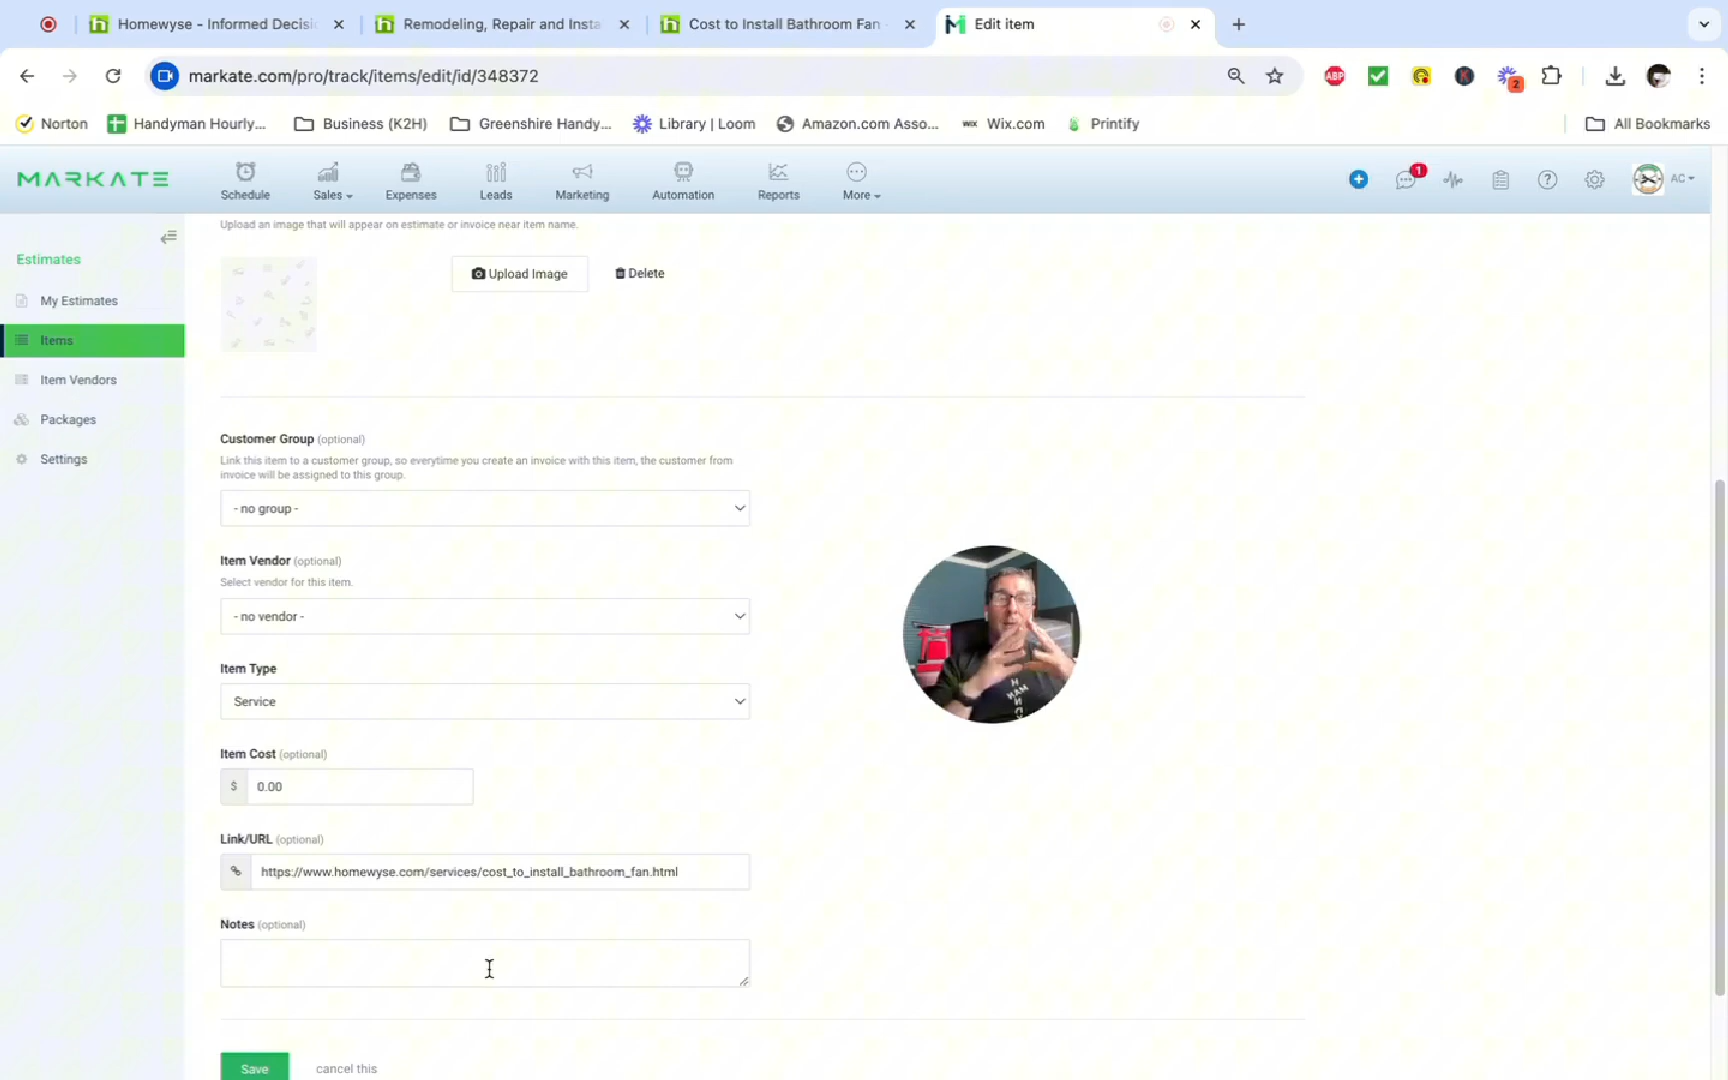 Homewyse - Informed Decisi
Remodeling, Repair and Insta
Cost to Install Bathroom Fan -
Edit item
markate.com/pro/track/items/edit/id/348372
ABP
K
2
Norton
Handyman Hourly...
Business (K2H)
Greenshire Handy...
Library | Loom
Amazon.com Asso...
WIX
Wix.com
Printify
All Bookmarks
MARKATE
Schedule
Sales
Expenses
Leads
Marketing
Automation
Reports
More
1
AC
Estimates
My Estimates
Items
Item Vendors
Packages
Settings
Upload an image that will appear on estimate or invoice near item name.
Upload Image
Delete
Customer Group (optional)
Link this item to a customer group, so everytime you create an invoice with this item, the customer from
invoice will be assigned to this group.
- no group -
Item Vendor (optional)
Select vendor for this item.
- no vendor -
Item Type
Service
Item Cost (optional)
$ 0.00
Link/URL (optional)
https://www.homewyse.com/services/cost_to_install_bathroom_fan.html
Notes (optional)
Save
cancel this